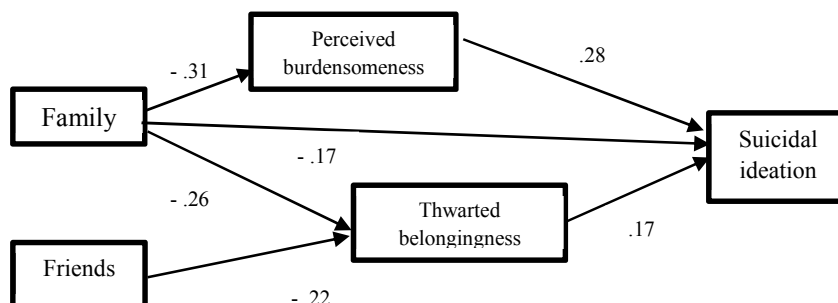 Perceived
burdensomeness
.28
- .31
Family
Suicidal
ideation
- .17
- .26
Thwarted
belongingness
.17
Friends
- .22